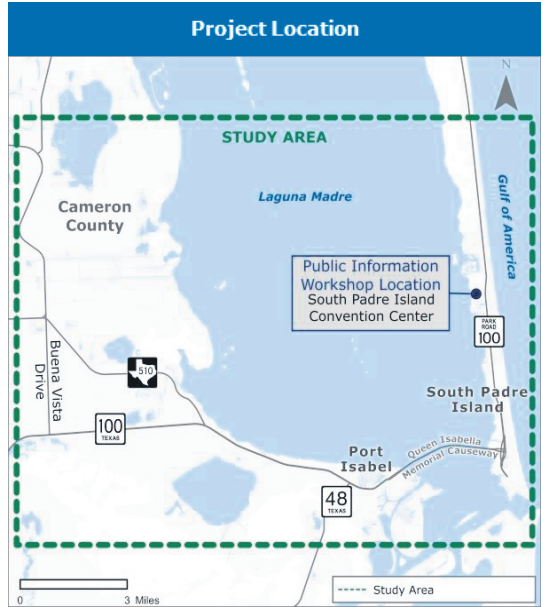 Project Location
N
STUDY AREA
Laguna Madre
Gulf of America
Cameron
County
Public Information
Workshop Location
South Padre Island
Convention Center
PARK
ROAD
100
Buena Vista
Drive
510
South Padre
Island
100
TEXAS
Port
Isabel
Queen Isabella
Memorial Causeway
48
TEXAS
0 3 Miles
Study Area